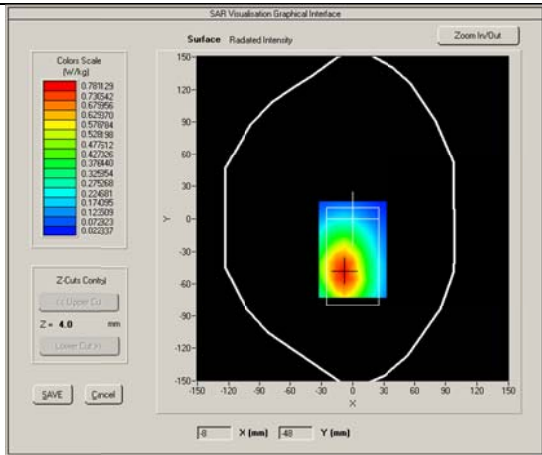 SAR Visualisation Graphical Interface
Surface Radiated Intensity
Zoom In/Out
Colors Scale
(W/kg)
0.781129
0.730542
0.679956
0.629370
0.578784
0.528198
0.477612
0.427026
0.376440
0.325854
0.275268
0.224681
0.174095
0.123509
0.072923
0.022337
Z-Cuts Control
<< Upper Cut
Z = 4.0 mm
Lower Cut >>
SAVE
Cancel
150
120
90
60
30
0
-30
-60
-90
-120
-150
Y
-150 -120 -90 -60 -30 0 30 60 90 120 150
X
-8 X (mm) -48 Y (mm)